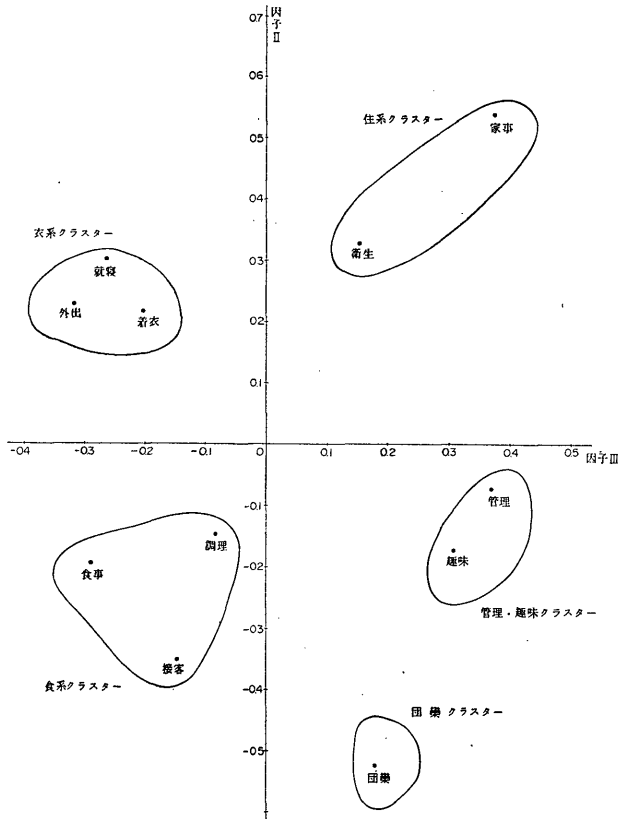 因子Ⅱ
0.7
0.6
住系クラスター
家事
0.5
0.4
衣系クラスター
衛生
就寝
0.3
外出
着衣
0.2
0.1
-0.4
-0.3
-0.2
-0.1
0
0.1
0.2
0.3
0.4
0.5
因子Ⅲ
管理
-0.1
調理
趣味
食事
-0.2
管理・趣味クラスター
-0.3
接客
食系クラスター
-0.4
団欒クラスター
-0.5
団欒